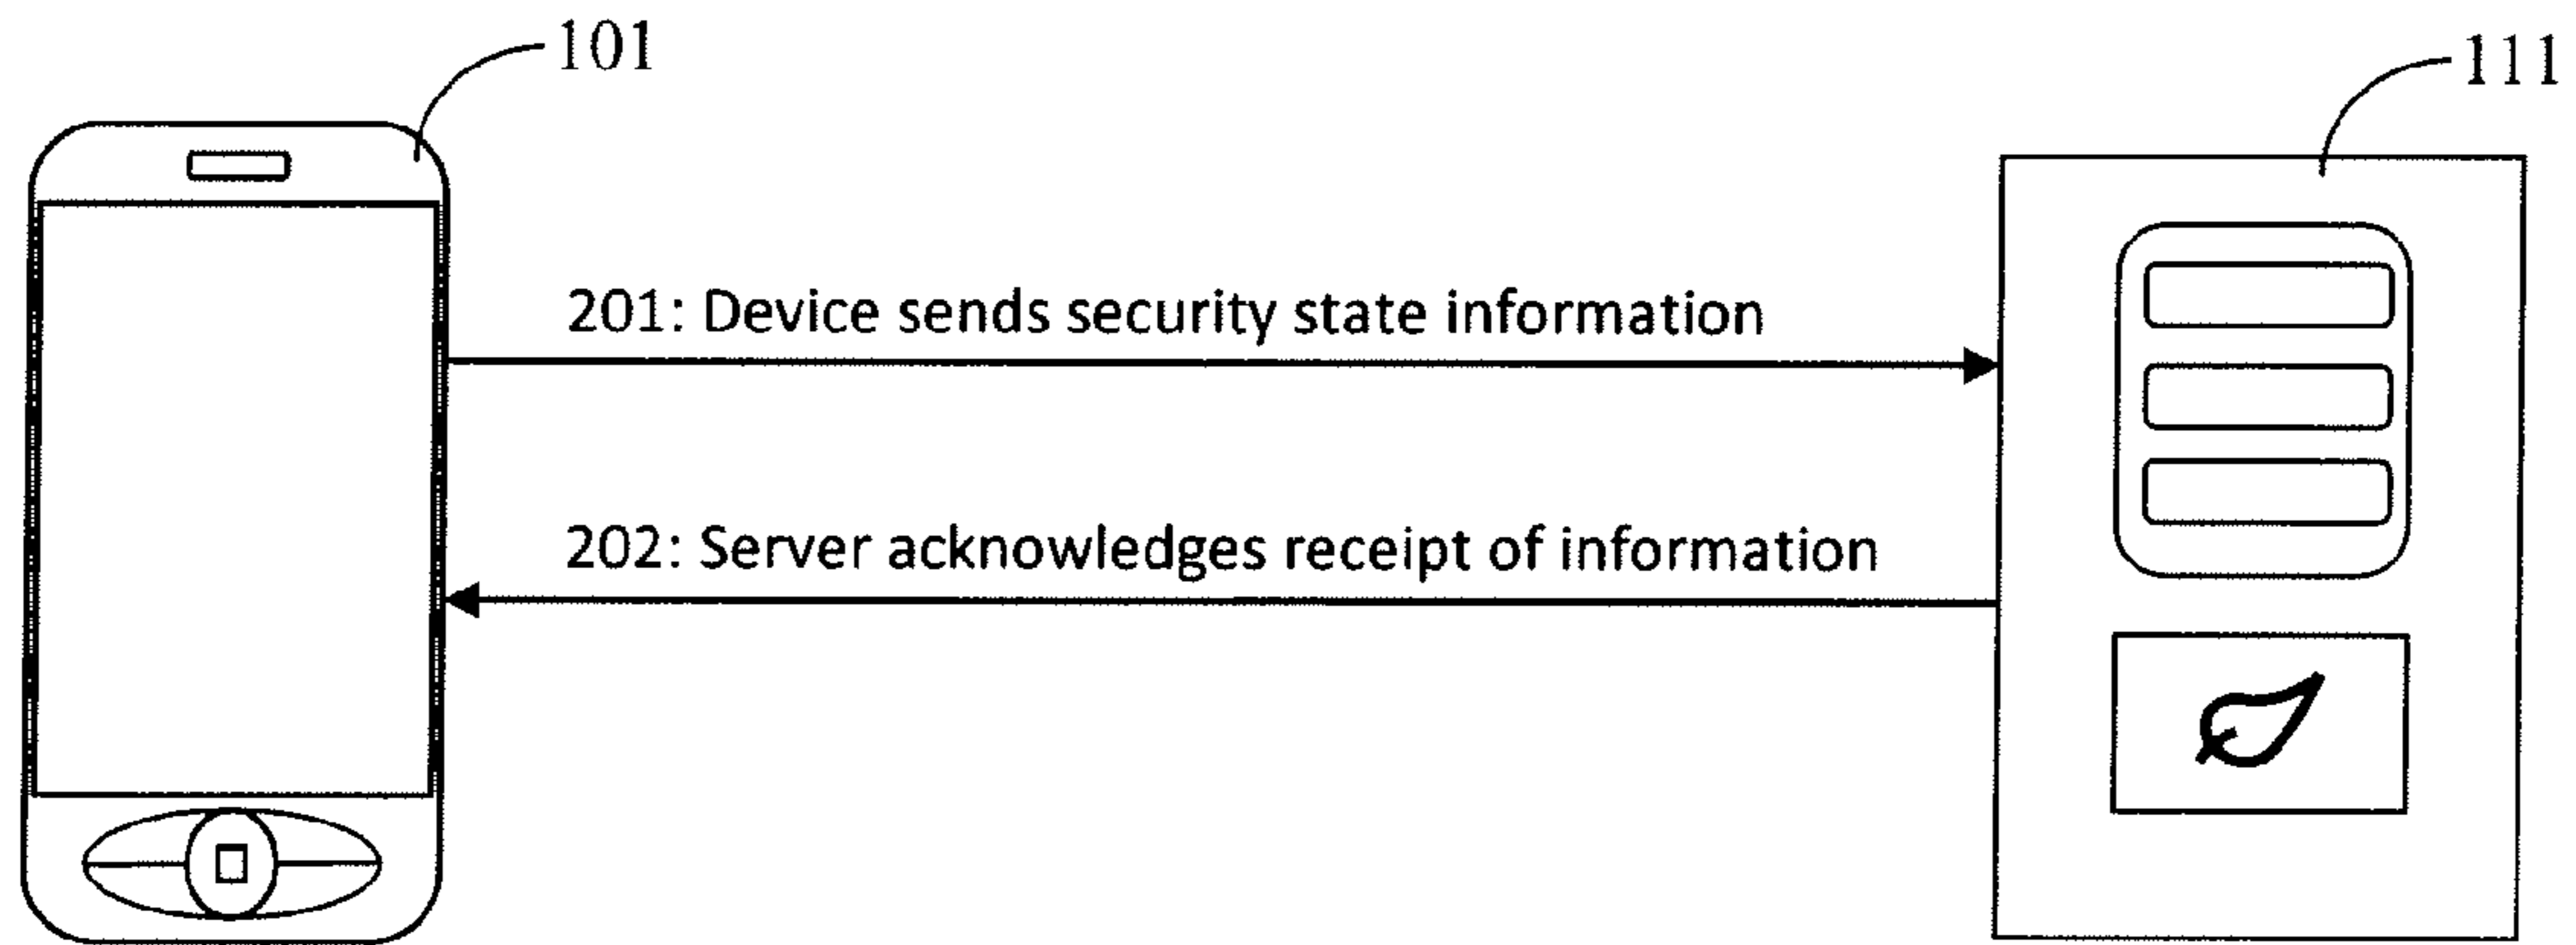 101
111
201: Device sends security state information
202: Server acknowledges receipt of information